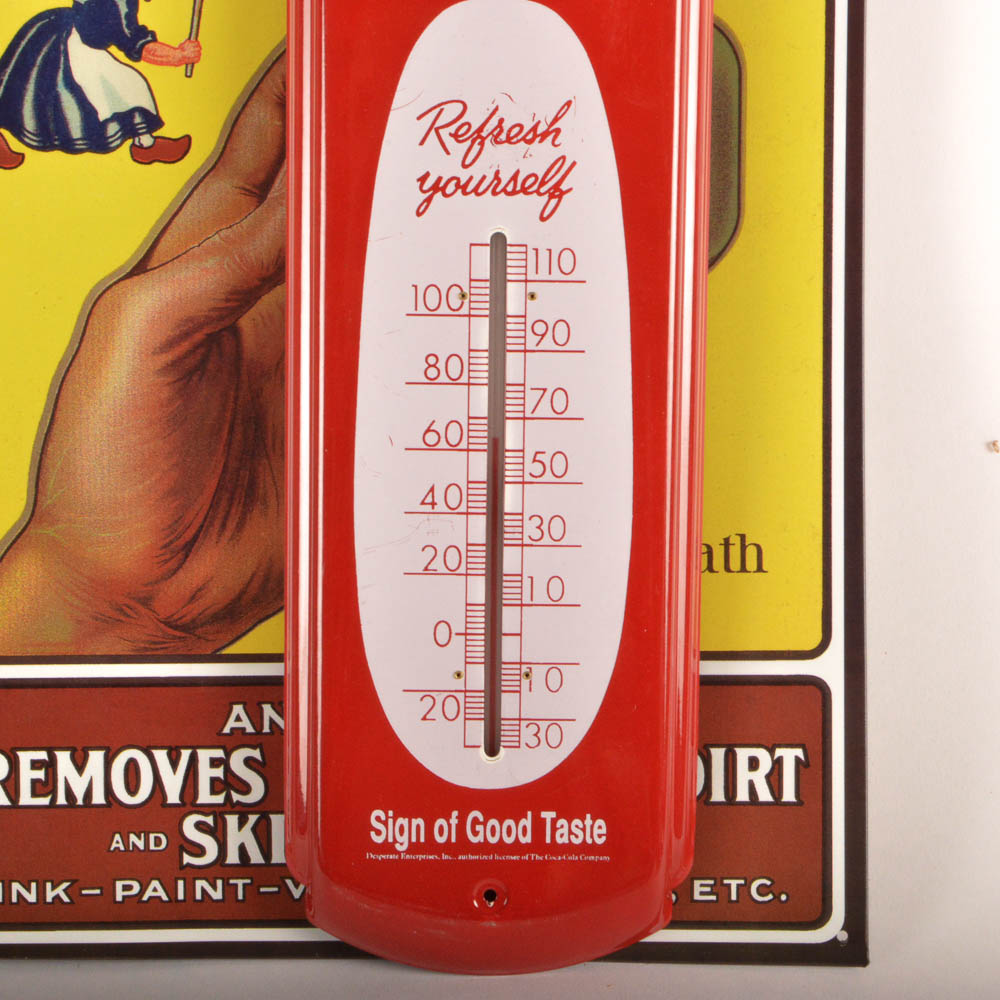 Refresh
yourself
110
100
90
80
70
60
50
40
30
20
10
0
10
20
30
Sign of Good Taste
Desperate Enterprises, Inc., authorized licensee of The Coca-Cola Company
ath
AN
REMOVES DIRT
AND SKI
INK-PAINT-V , ETC.